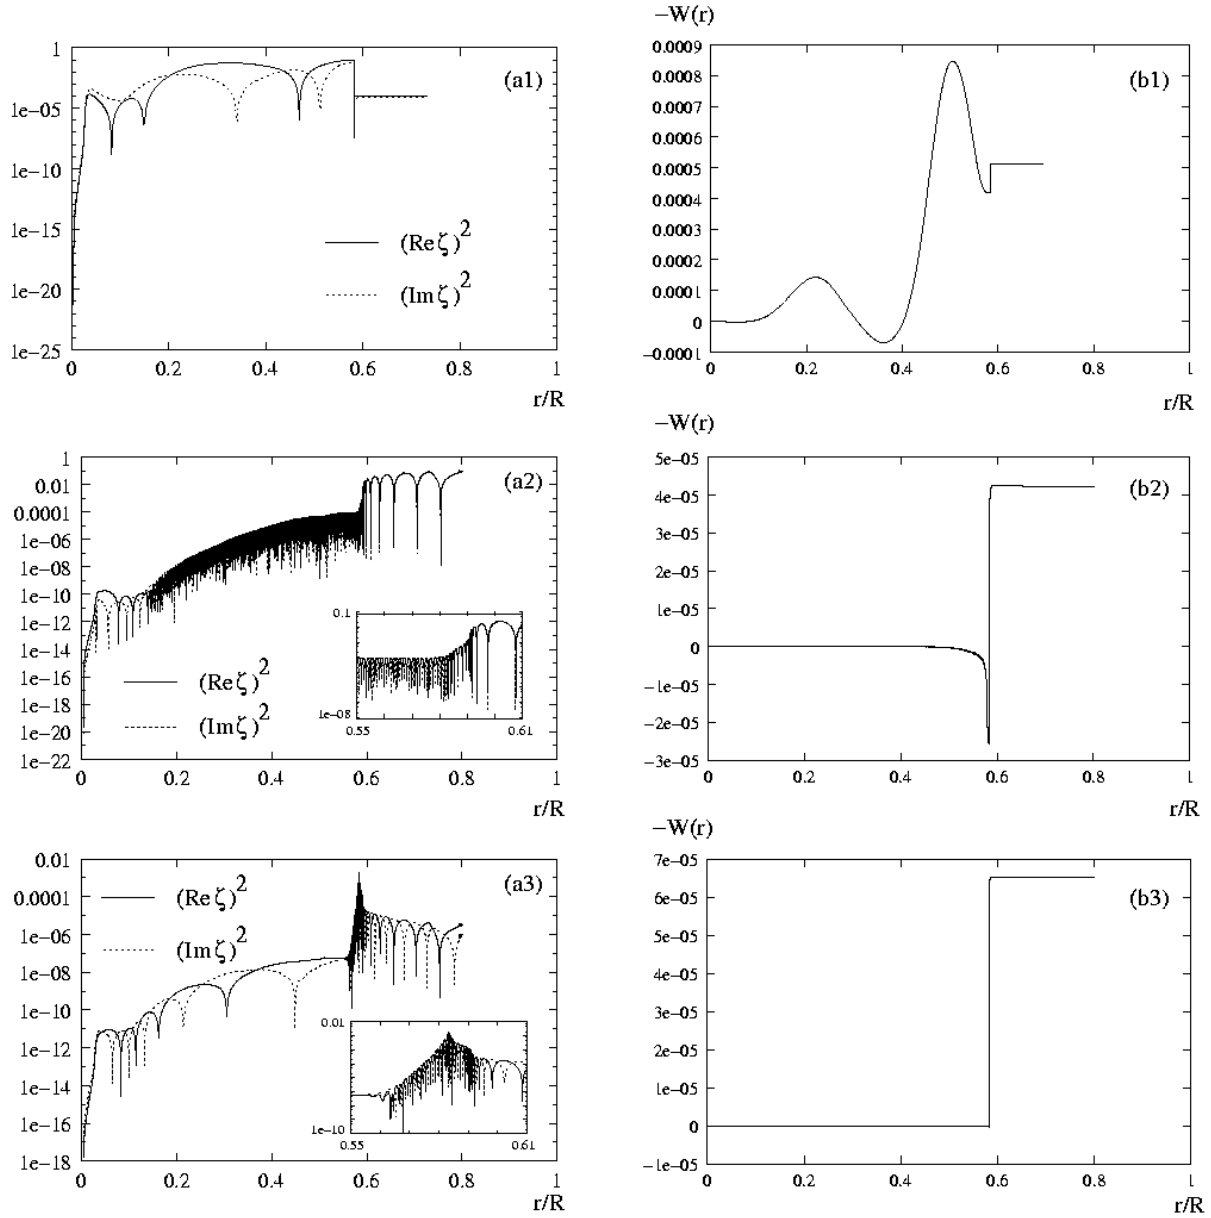 1
1e−05
1e−10
1e−15
1e−20
1e−25
0
0.2
0.4
0.6
0.8
1
r/R
(a1)
(Re ζ)²
(Im ζ)²
−W(r)
0.0009
0.0008
0.0007
0.0006
0.0005
0.0004
0.0003
0.0002
0.0001
0
−0.0001
0
0.2
0.4
0.6
0.8
1
r/R
(b1)
1
0.01
0.0001
1e−06
1e−08
1e−10
1e−12
1e−14
1e−16
1e−18
1e−20
1e−22
0
0.2
0.4
0.6
0.8
1
r/R
(a2)
(Re ζ)²
(Im ζ)²
0.1
1e−08
0.55
0.61
−W(r)
5e−05
4e−05
3e−05
2e−05
1e−05
0
−1e−05
−2e−05
−3e−05
0
0.2
0.4
0.6
0.8
1
r/R
(b2)
0.01
0.0001
1e−06
1e−08
1e−10
1e−12
1e−14
1e−16
1e−18
0
0.2
0.4
0.6
0.8
1
r/R
(a3)
(Re ζ)²
(Im ζ)²
0.01
1e−10
0.55
0.61
−W(r)
7e−05
6e−05
5e−05
4e−05
3e−05
2e−05
1e−05
0
−1e−05
0
0.2
0.4
0.6
0.8
1
r/R
(b3)